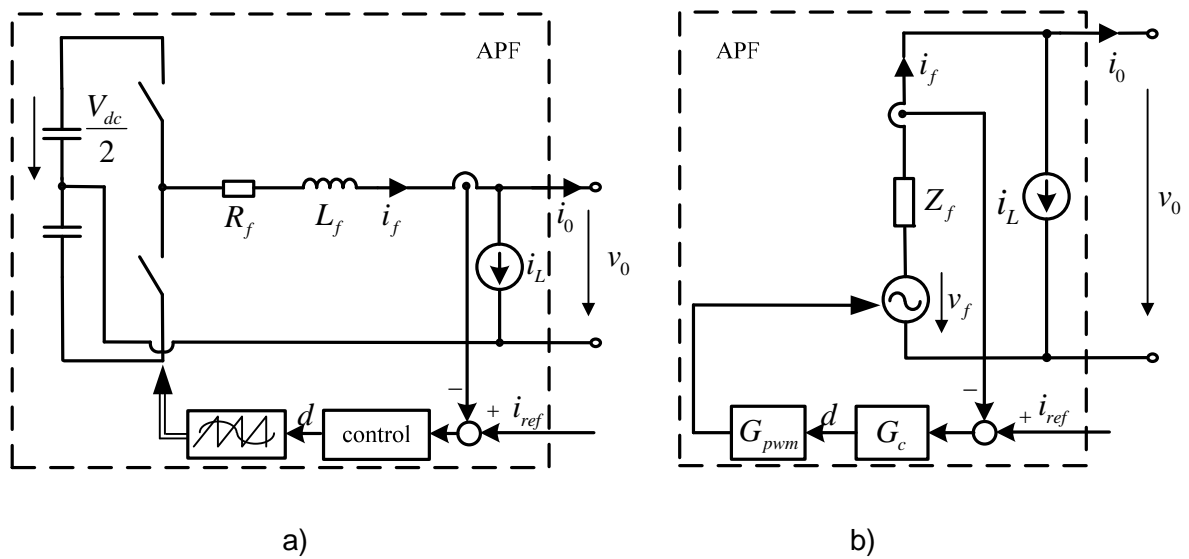 APF
V_dc
2
R_f
L_f
i_f
i_0
i_L
v_0
−
d
control
+ i_ref
a)
APF
i_f
i_0
Z_f
i_L
v_0
v_f
−
G_pwm
d
G_c
+ i_ref
b)